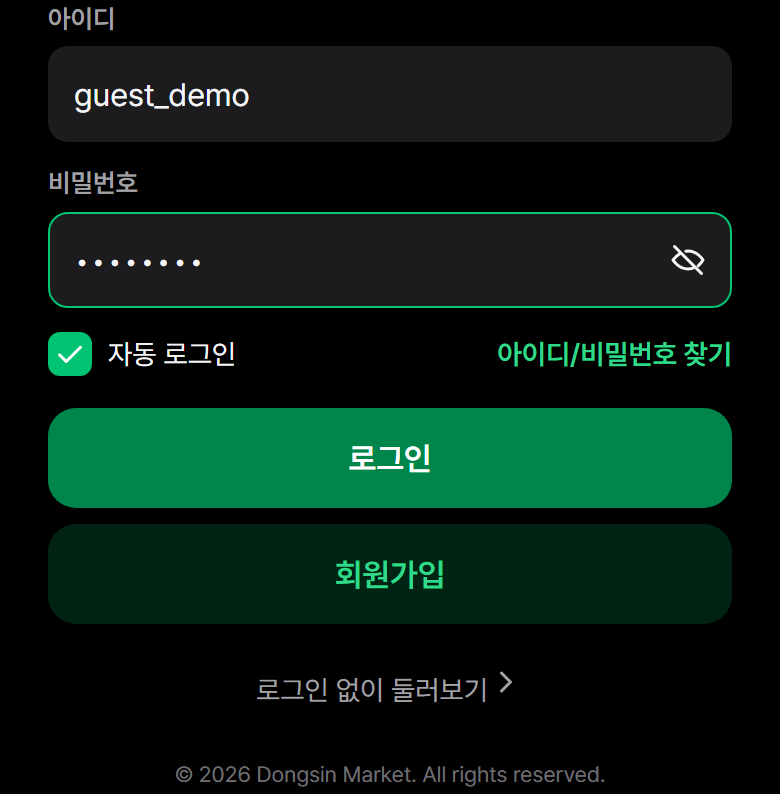 아이디
guest_demo
비밀번호
••••••••
자동 로그인
아이디/비밀번호 찾기
로그인
회원가입
로그인 없이 둘러보기
© 2026 Dongsin Market. All rights reserved.